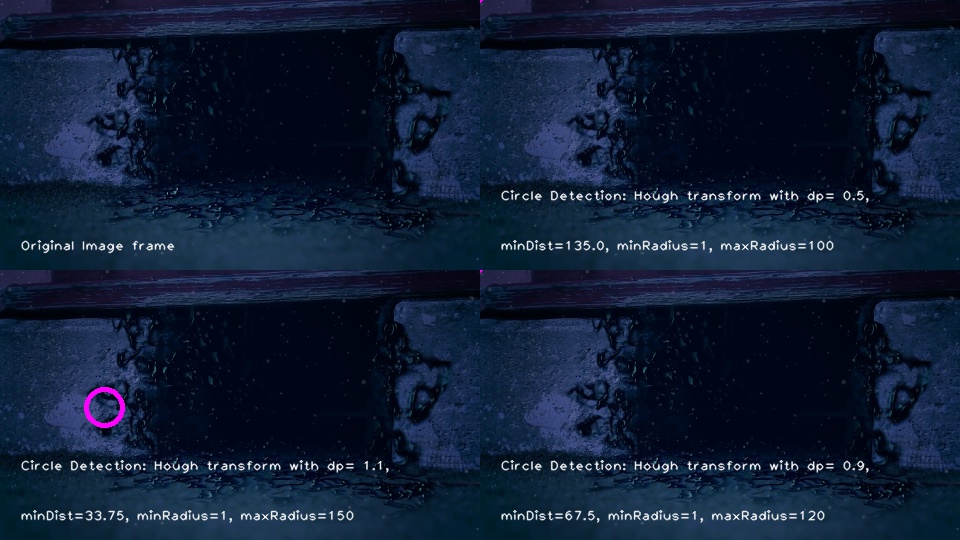 Original Image frame
Circle Detection: Hough transform with dp= 0.5,
minDist=135.0, minRadius=1, maxRadius=100
Circle Detection: Hough transform with dp= 1.1,
minDist=33.75, minRadius=1, maxRadius=150
Circle Detection: Hough transform with dp= 0.9,
minDist=67.5, minRadius=1, maxRadius=120